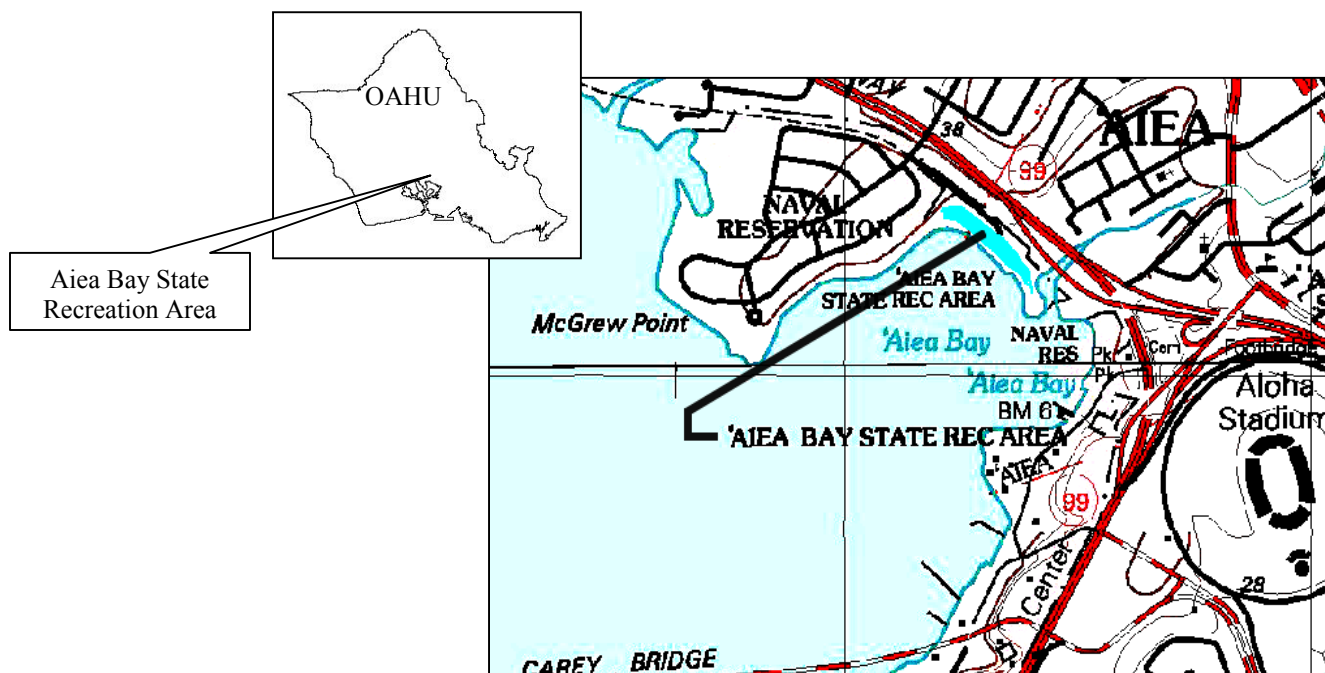 OAHU
Aiea Bay State
Recreation Area
38
'AIEA
99
NAVAL
RESERVATION
'AIEA BAY
STATE REC AREA
McGrew Point
'Aiea Bay
NAVAL
RES
Pk
Cem
Pk
'Aiea Bay
BM 6
Aloha
Stadium
'AIEA BAY STATE REC AREA
'AIEA
99
Center
28
CAREY BRIDGE